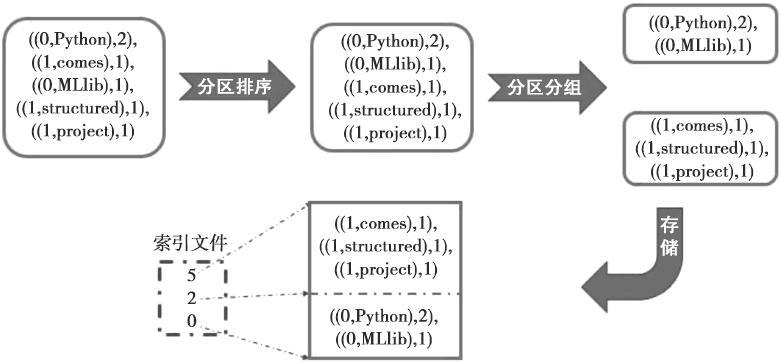 ((0,Python),2),
((1,comes),1),
((0,MLlib),1),
((1,structured),1),
((1,project),1)
分区排序
((0,Python),2),
((0,MLlib),1),
((1,comes),1),
((1,structured),1),
((1,project),1)
分区分组
((0,Python),2),
((0,MLlib),1)
((1,comes),1),
((1,structured),1),
((1,project),1)
存储
索引文件
5
2
0
((1,comes),1),
((1,structured),1),
((1,project),1)
((0,Python),2),
((0,MLlib),1)